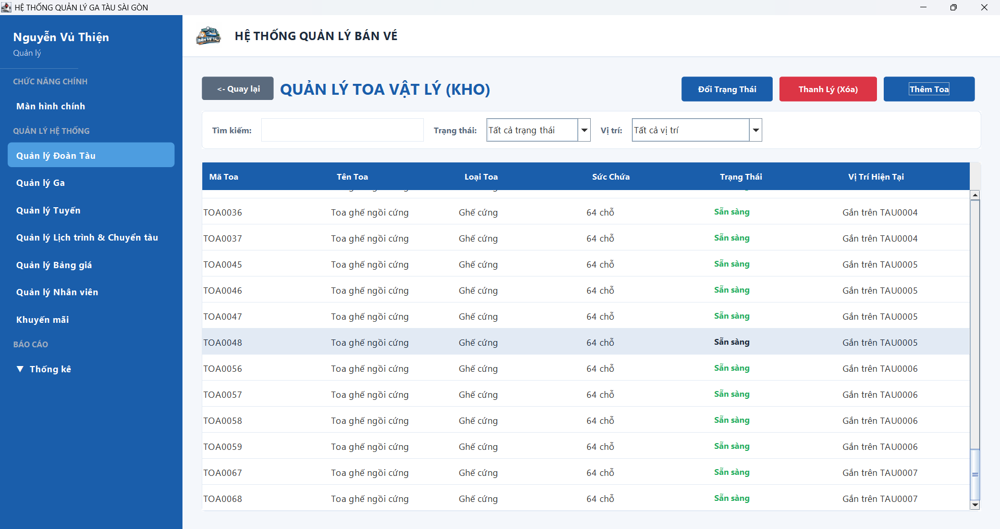 HỆ THỐNG QUẢN LÝ GA TÀU SÀI GÒN
Nguyễn Vủ Thiện
Quản lý
CHỨC NĂNG CHÍNH
Màn hình chính
QUẢN LÝ HỆ THỐNG
Quản lý Đoàn Tàu
Quản lý Ga
Quản lý Tuyến
Quản lý Lịch trình & Chuyển tàu
Quản lý Bảng giá
Quản lý Nhân viên
Khuyến mãi
BÁO CÁO
▼ Thống kê
BÁN VÉ TÀU
HỆ THỐNG QUẢN LÝ BÁN VÉ
<- Quay lại QUẢN LÝ TOA VẬT LÝ (KHO) Đổi Trạng Thái Thanh Lý (Xóa) Thêm Toa
Tìm kiếm: Trạng thái: Tất cả trạng thái Vị trí: Tất cả vị trí
Mã Toa Tên Toa Loại Toa Sức Chứa Trạng Thái Vị Trí Hiện Tại
TOA0036 Toa ghế ngồi cứng Ghế cứng 64 chỗ Sẵn sàng Gắn trên TAU0004
TOA0037 Toa ghế ngồi cứng Ghế cứng 64 chỗ Sẵn sàng Gắn trên TAU0004
TOA0045 Toa ghế ngồi cứng Ghế cứng 64 chỗ Sẵn sàng Gắn trên TAU0005
TOA0046 Toa ghế ngồi cứng Ghế cứng 64 chỗ Sẵn sàng Gắn trên TAU0005
TOA0047 Toa ghế ngồi cứng Ghế cứng 64 chỗ Sẵn sàng Gắn trên TAU0005
TOA0048 Toa ghế ngồi cứng Ghế cứng 64 chỗ Sẵn sàng Gắn trên TAU0005
TOA0056 Toa ghế ngồi cứng Ghế cứng 64 chỗ Sẵn sàng Gắn trên TAU0006
TOA0057 Toa ghế ngồi cứng Ghế cứng 64 chỗ Sẵn sàng Gắn trên TAU0006
TOA0058 Toa ghế ngồi cứng Ghế cứng 64 chỗ Sẵn sàng Gắn trên TAU0006
TOA0059 Toa ghế ngồi cứng Ghế cứng 64 chỗ Sẵn sàng Gắn trên TAU0006
TOA0067 Toa ghế ngồi cứng Ghế cứng 64 chỗ Sẵn sàng Gắn trên TAU0007
TOA0068 Toa ghế ngồi cứng Ghế cứng 64 chỗ Sẵn sàng Gắn trên TAU0007